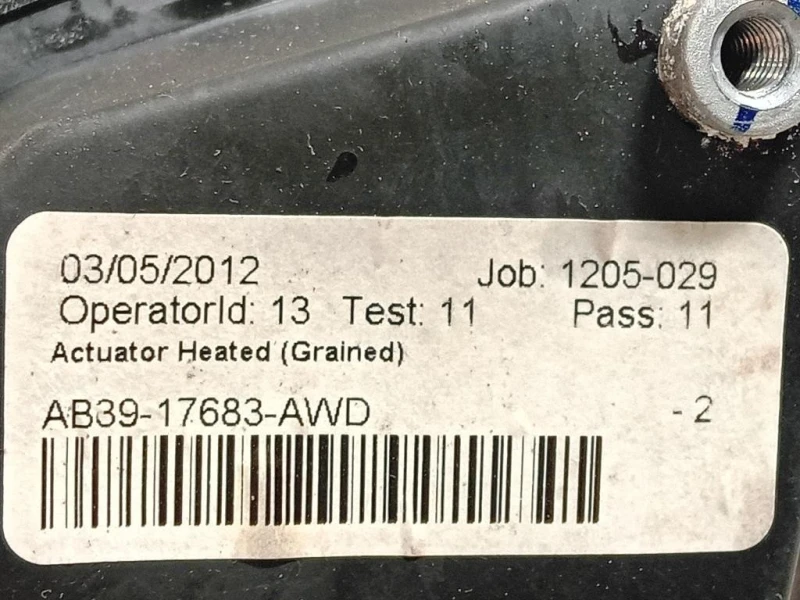 03/05/2012 Job: 1205-029
OperatorId: 13 Test: 11 Pass: 11
Actuator Heated (Grained)
AB39-17683-AWD - 2